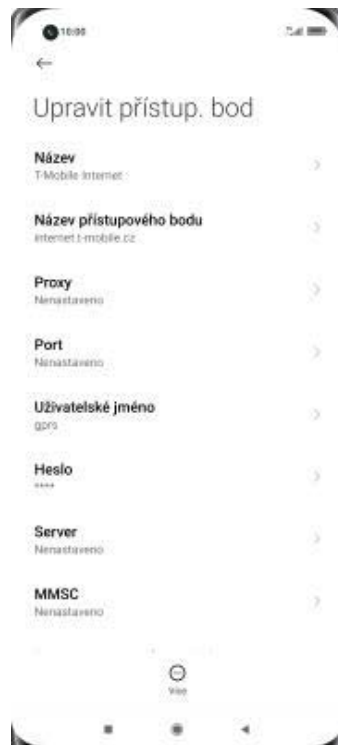 10:00
Upravit přístup. bod
Název
T-Mobile Internet
Název přístupového bodu
internet.t-mobile.cz
Proxy
Nenastaveno
Port
Nenastaveno
Uživatelské jméno
gprs
Heslo
****
Server
Nenastaveno
MMSC
Nenastaveno
Více